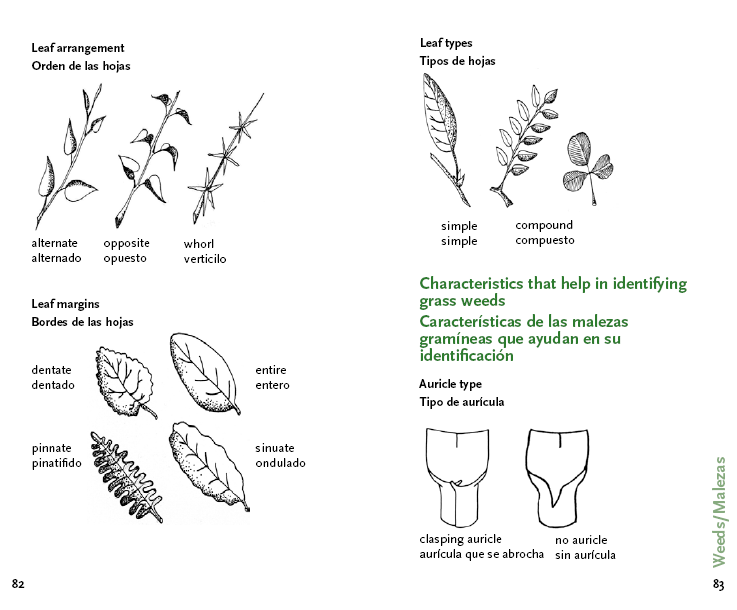 Leaf arrangement
Orden de las hojas
alternate
alternado
opposite
opuesto
whorl
verticilo
Leaf margins
Bordes de las hojas
dentate
dentado
entire
entero
pinnate
pinatifido
sinuate
ondulado
82
Leaf types
Tipos de hojas
simple
simple
compound
compuesto
Characteristics that help in identifying
grass weeds
Características de las malezas
gramíneas que ayudan en su
identificación
Auricle type
Tipo de aurícula
clasping auricle
aurícula que se abrocha
no auricle
sin aurícula
Weeds/Malezas
83